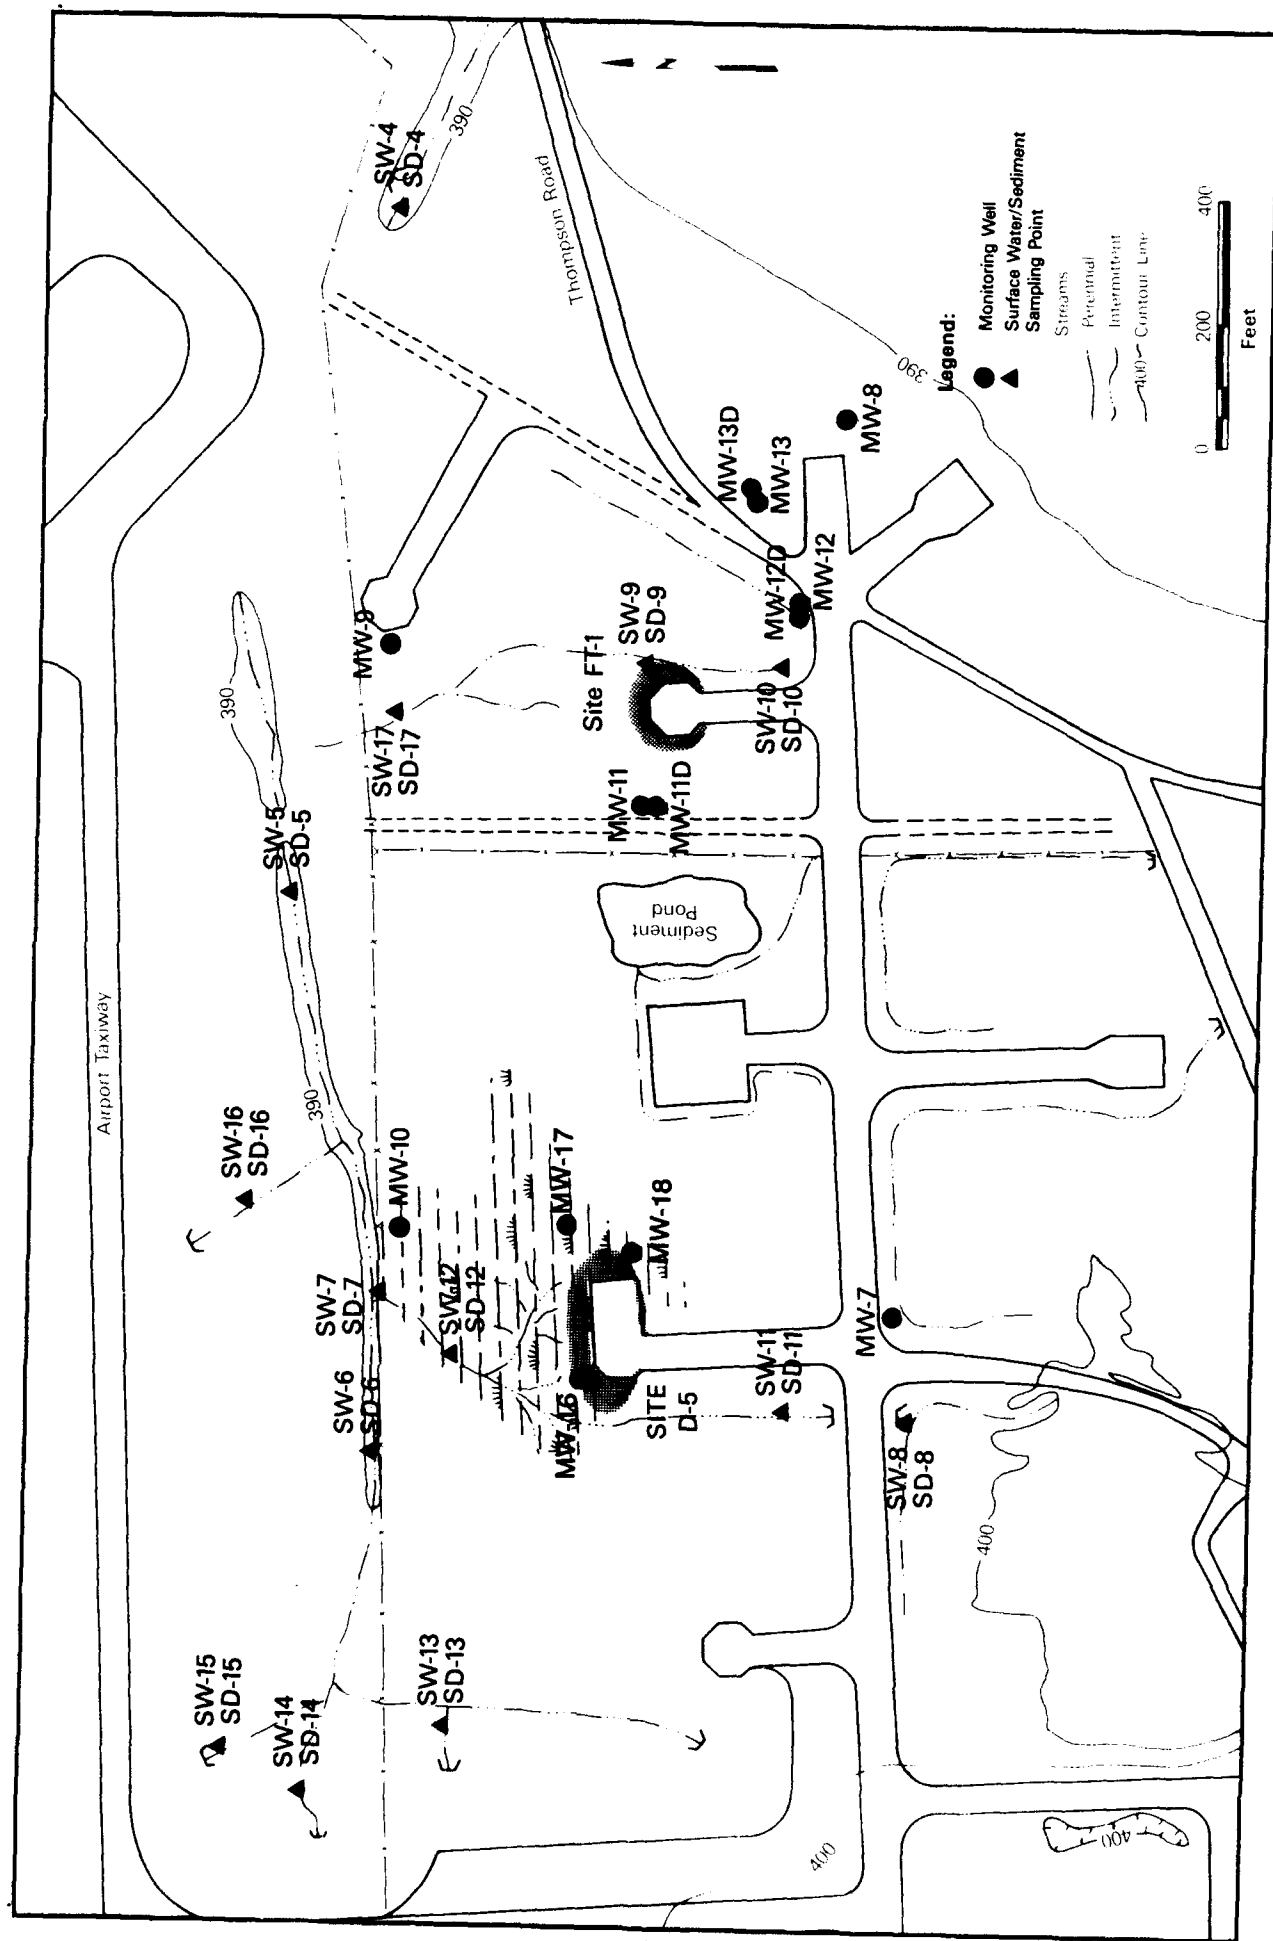 Airport Taxiway
SW-15
SD-15
SW-14
SD-14
SW-13
SD-13
SW-16
SD-16
390
SW-5
SD-5
390
SW-4
SD-4
390
N
SW-6
SD-6
SW-7
SD-7
MW-10
SW-12
SD-12
MW-17
MW-16
MW-18
SITE
D-5
SW-11
SD-11
SW-17
SD-17
MW-9
Site FT-1
SW-9
SD-9
MW-11
MW-11D
SW-10
SD-10
MW-12D
MW-12
MW-13D
MW-13
MW-8
Thompson Road
Sediment
Pond
MW-7
SW-8
SD-8
400
400
400
390
Legend:
Monitoring Well
Surface Water/Sediment
Sampling Point
Streams
Perennial
Intermittent
400 Contour Line
0 200 400
Feet